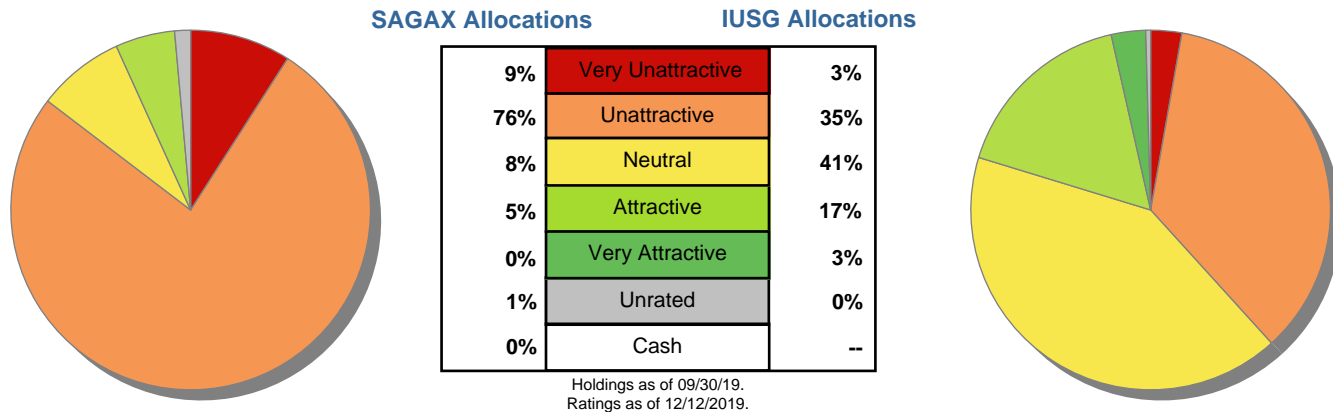 SAGAX Allocations IUSG Allocations
9% Very Unattractive 3%
76% Unattractive 35%
8% Neutral 41%
5% Attractive 17%
0% Very Attractive 3%
1% Unrated 0%
0% Cash --
Holdings as of 09/30/19.
Ratings as of 12/12/2019.